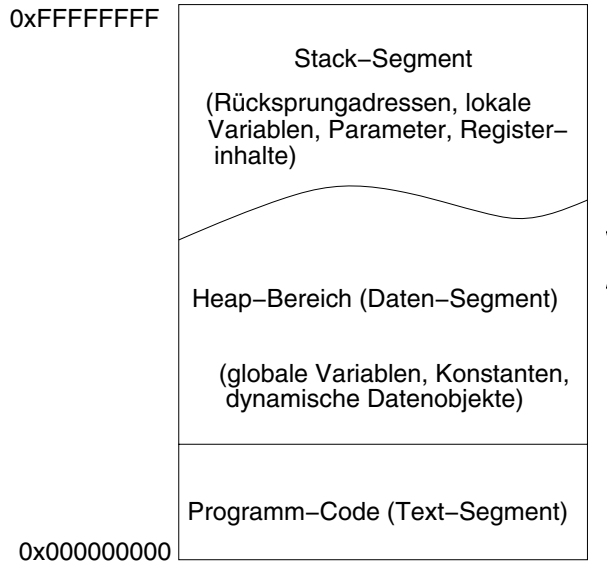 0xFFFFFFFF
Stack−Segment
(Rücksprungadressen, lokale
Variablen, Parameter, Register−
inhalte)
Heap−Bereich (Daten−Segment)
(globale Variablen, Konstanten,
dynamische Datenobjekte)
Programm−Code (Text−Segment)
0x000000000